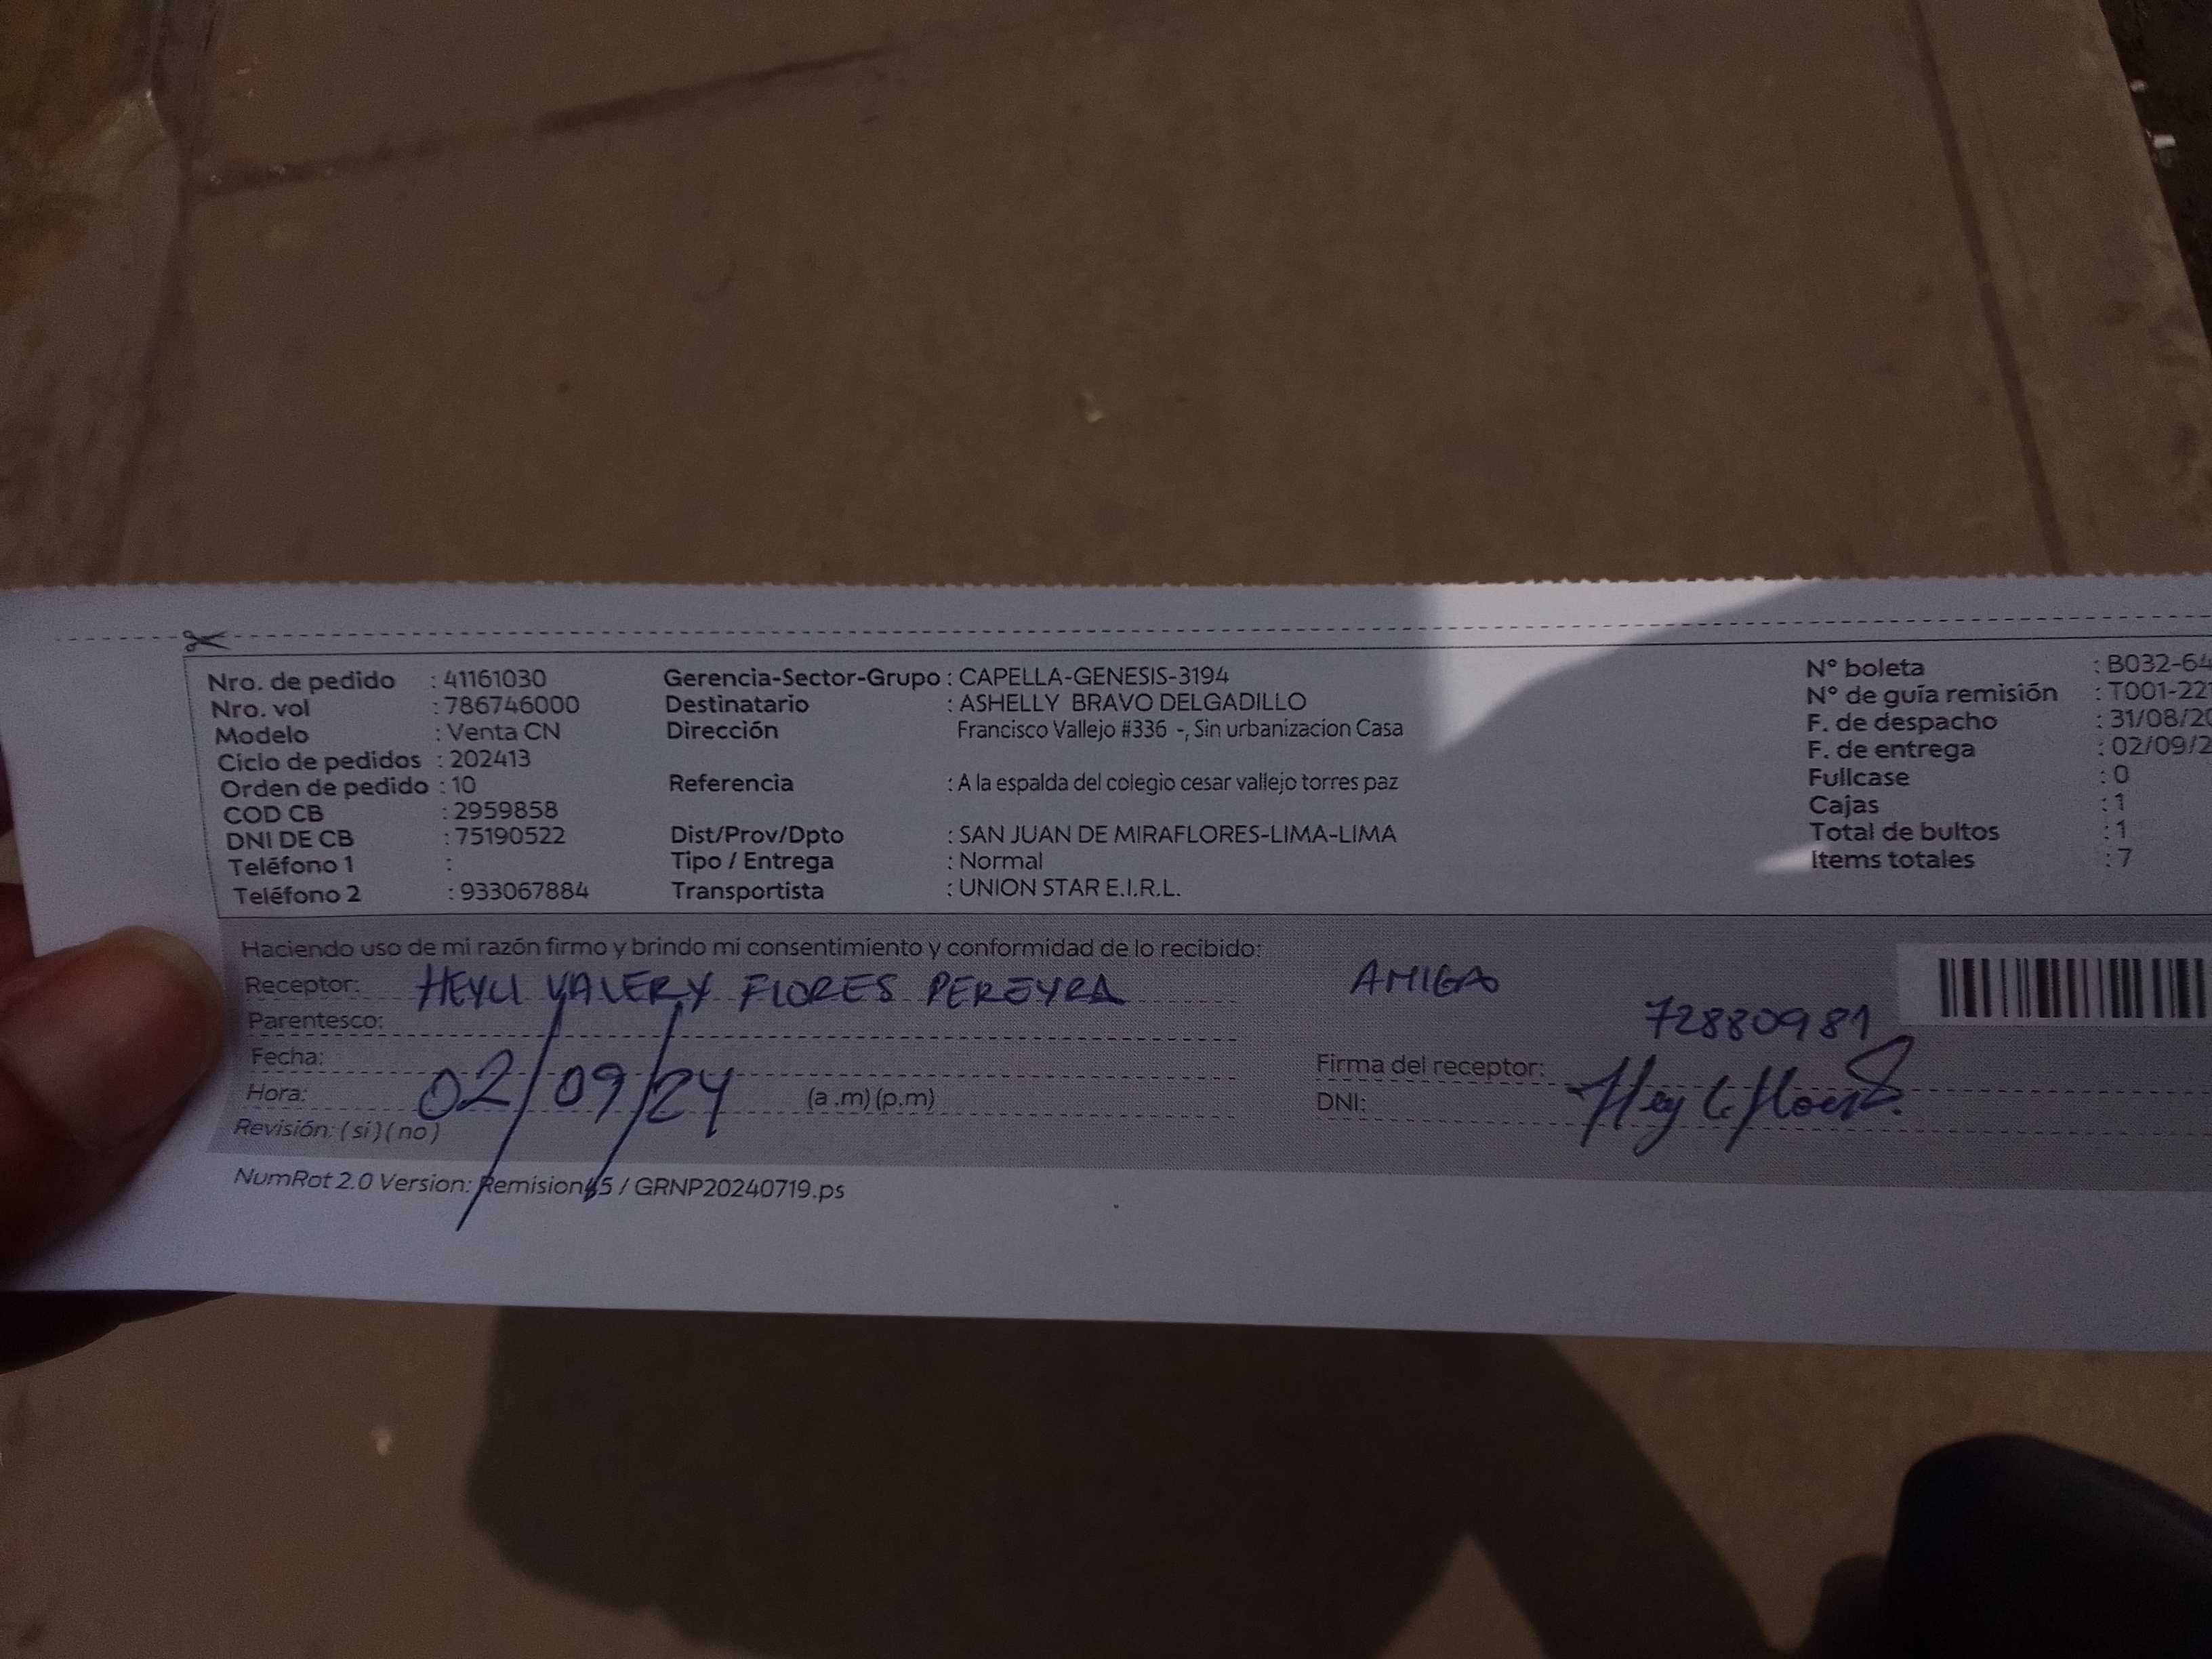 Nro. de pedido : 41161030
Nro. vol : 786746000
Modelo : Venta CN
Ciclo de pedidos : 202413
Orden de pedido : 10
COD CB : 2959858
DNI DE CB : 75190522
Teléfono 1 :
Teléfono 2 : 933067884
Gerencia-Sector-Grupo : CAPELLA-GENESIS-3194
Destinatario : ASHELLY BRAVO DELGADILLO
Dirección Francisco Vallejo #336 -, Sin urbanizacion Casa
Referencia : A la espalda del colegio cesar vallejo torres paz
Dist/Prov/Dpto : SAN JUAN DE MIRAFLORES-LIMA-LIMA
Tipo / Entrega : Normal
Transportista : UNION STAR E.I.R.L.
N° boleta : B032-64
N° de guía remisión : T001-221
F. de despacho : 31/08/20
F. de entrega : 02/09/2
Fullcase : 0
Cajas : 1
Total de bultos : 1
Items totales : 7
Haciendo uso de mi razón firmo y brindo mi consentimiento y conformidad de lo recibido:
Receptor: HEYLI VALERY FLORES PEREYRA AMIGA
Parentesco:
72880981
Fecha:
Firma del receptor:
Hora: 02/09/24 (a .m) (p.m)
DNI:
Revisión: ( si ) ( no )
NumRot 2.0 Version: Remision45 / GRNP20240719.ps